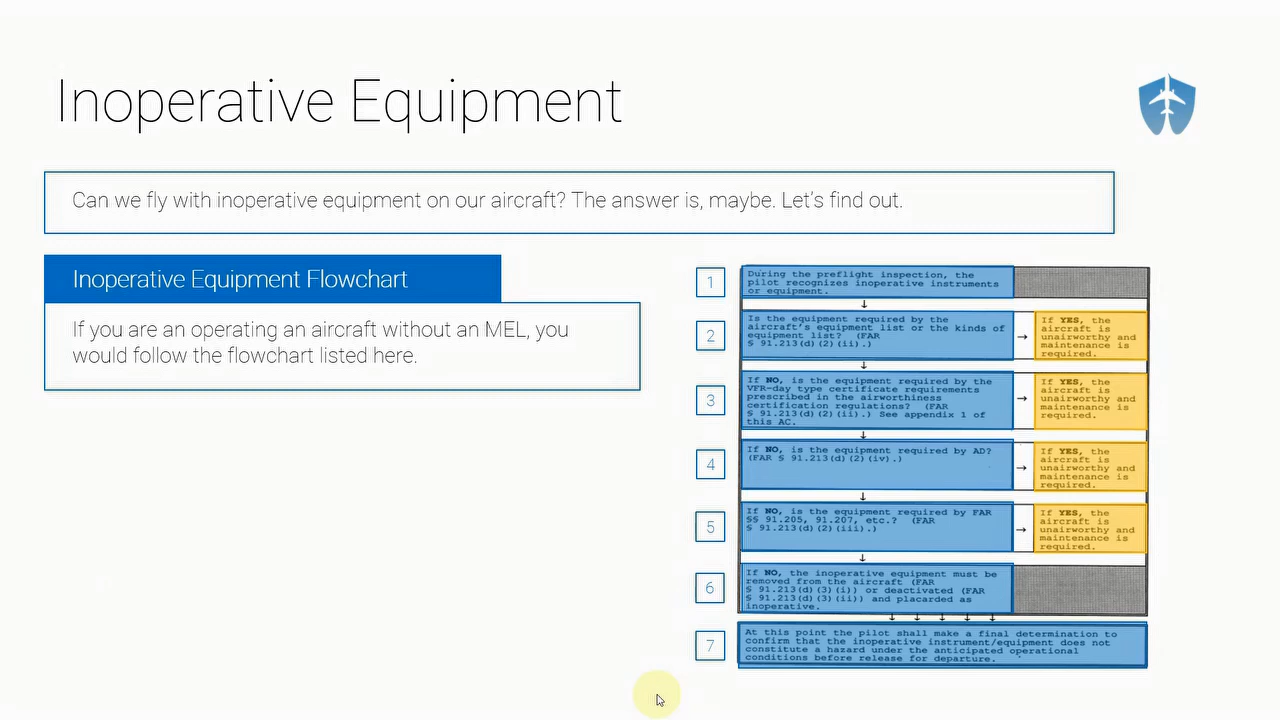 Inoperative Equipment
Can we fly with inoperative equipment on our aircraft? The answer is, maybe. Let's find out.
Inoperative Equipment Flowchart
If you are an operating an aircraft without an MEL, you
would follow the flowchart listed here.
1
During the preflight inspection, the
pilot recognizes inoperative instruments
or equipment.
2
Is the equipment required by the
aircraft's equipment list or the kinds of
equipment list? (FAR
§ 91.213(d)(2)(ii).)
If YES, the
aircraft is
unairworthy and
maintenance is
required.
3
If NO, is the equipment required by the
VFR-day type certificate requirements
prescribed in the airworthiness
certification regulations? (FAR
§ 91.213(d)(2)(ii).) See appendix 1 of
this AC.
If YES, the
aircraft is
unairworthy and
maintenance is
required.
4
If NO, is the equipment required by AD?
(FAR § 91.213(d)(2)(iv).)
If YES, the
aircraft is
unairworthy and
maintenance is
required.
5
If NO, is the equipment required by FAR
§§ 91.205, 91.207, etc.? (FAR
§ 91.213(d)(2)(iii).)
If YES, the
aircraft is
unairworthy and
maintenance is
required.
6
If NO, the inoperative equipment must be
removed from the aircraft (FAR
§ 91.213(d)(3)(i)) or deactivated (FAR
§ 91.213(d)(3)(ii)) and placarded as
inoperative.
7
At this point the pilot shall make a final determination to
confirm that the inoperative instrument/equipment does not
constitute a hazard under the anticipated operational
conditions before release for departure.